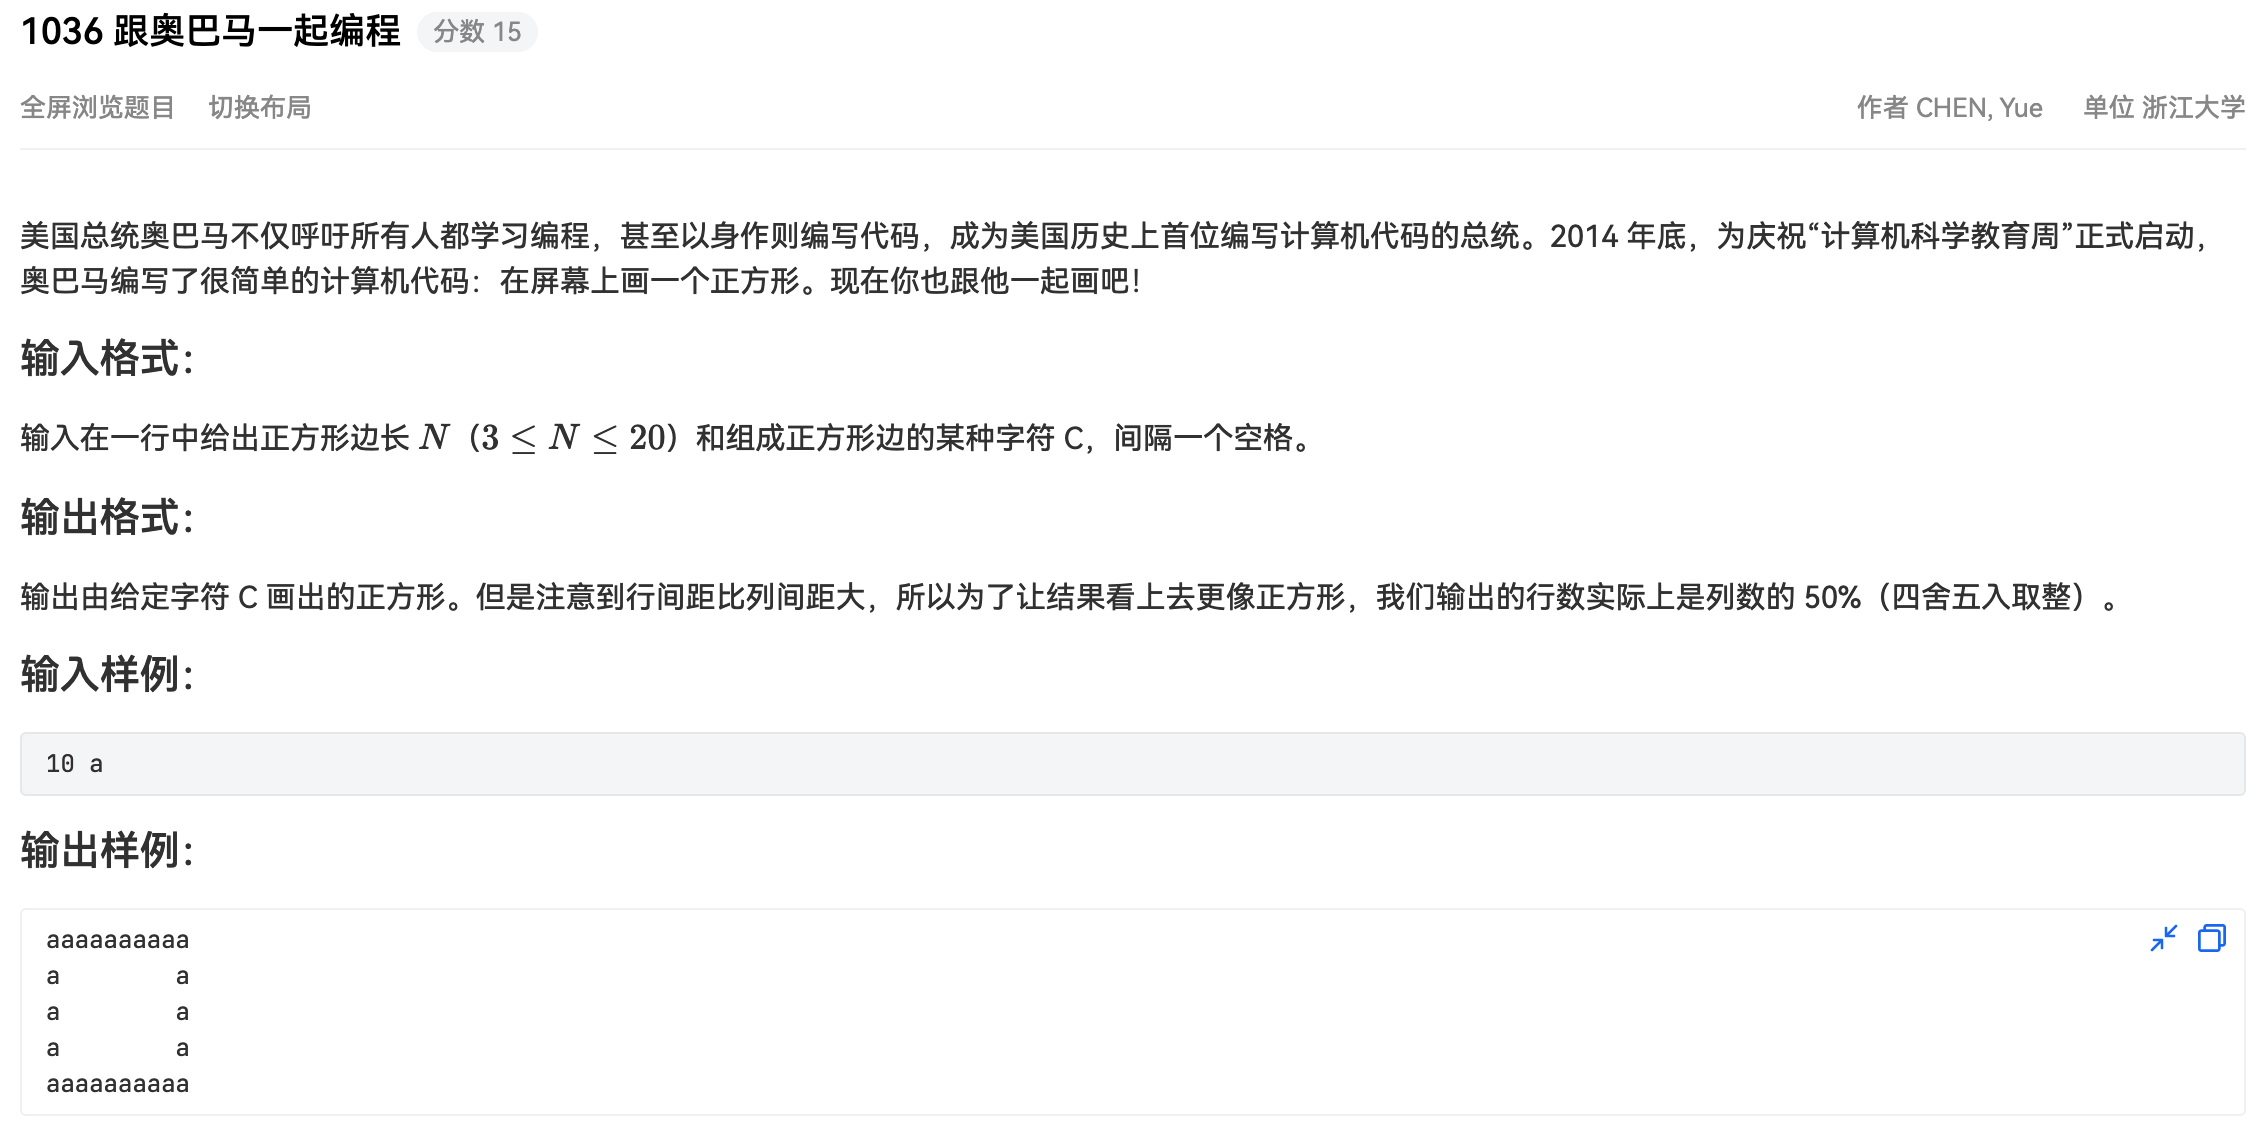 1036 跟奥巴马一起编程 分数 15
全屏浏览题目 切换布局 作者 CHEN, Yue 单位 浙江大学
美国总统奥巴马不仅呼吁所有人都学习编程，甚至以身作则编写代码，成为美国历史上首位编写计算机代码的总统。2014 年底，为庆祝“计算机科学教育周”正式启动，
奥巴马编写了很简单的计算机代码：在屏幕上画一个正方形。现在你也跟他一起画吧！
输入格式：
输入在一行中给出正方形边长 N（3 ≤ N ≤ 20）和组成正方形边的某种字符 C，间隔一个空格。
输出格式：
输出由给定字符 C 画出的正方形。但是注意到行间距比列间距大，所以为了让结果看上去更像正方形，我们输出的行数实际上是列数的 50%（四舍五入取整）。
输入样例：
10 a
输出样例：
aaaaaaaaaa
a        a
a        a
a        a
aaaaaaaaaa